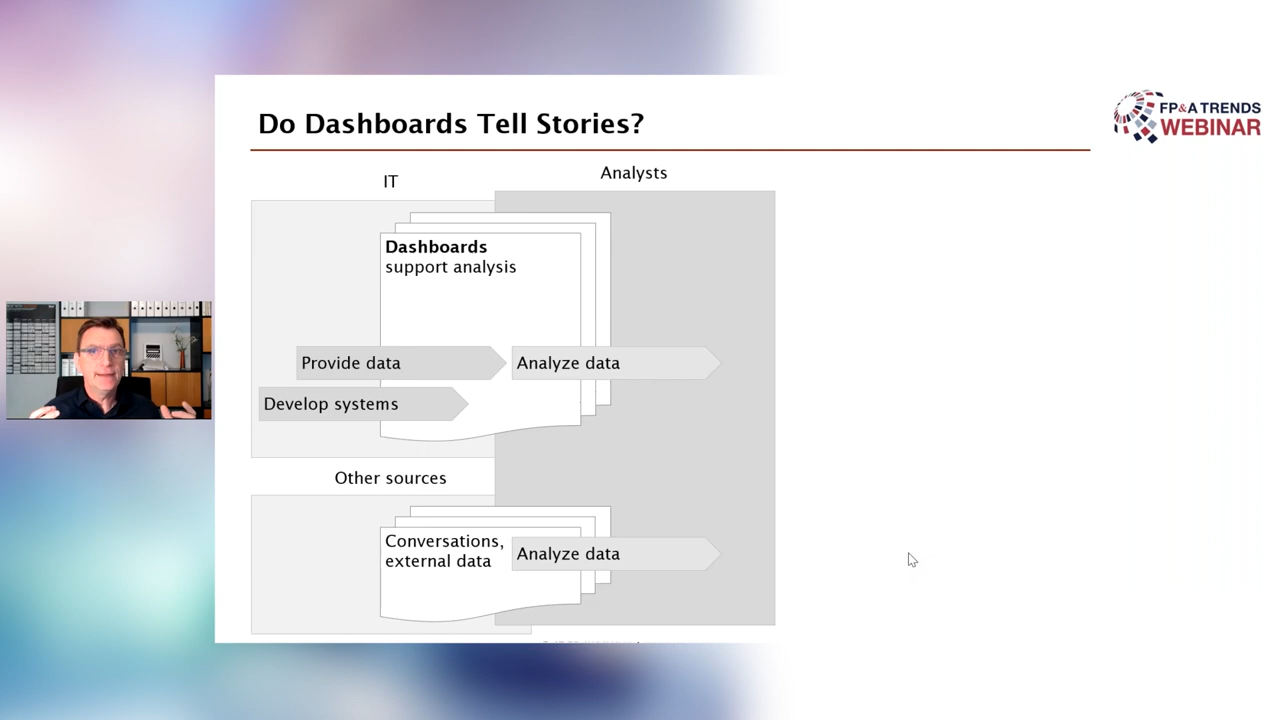 Do Dashboards Tell Stories?
FP&A TRENDS
WEBINAR
IT
Analysts
Dashboards
support analysis
Provide data
Analyze data
Develop systems
Other sources
Conversations,
external data
Analyze data